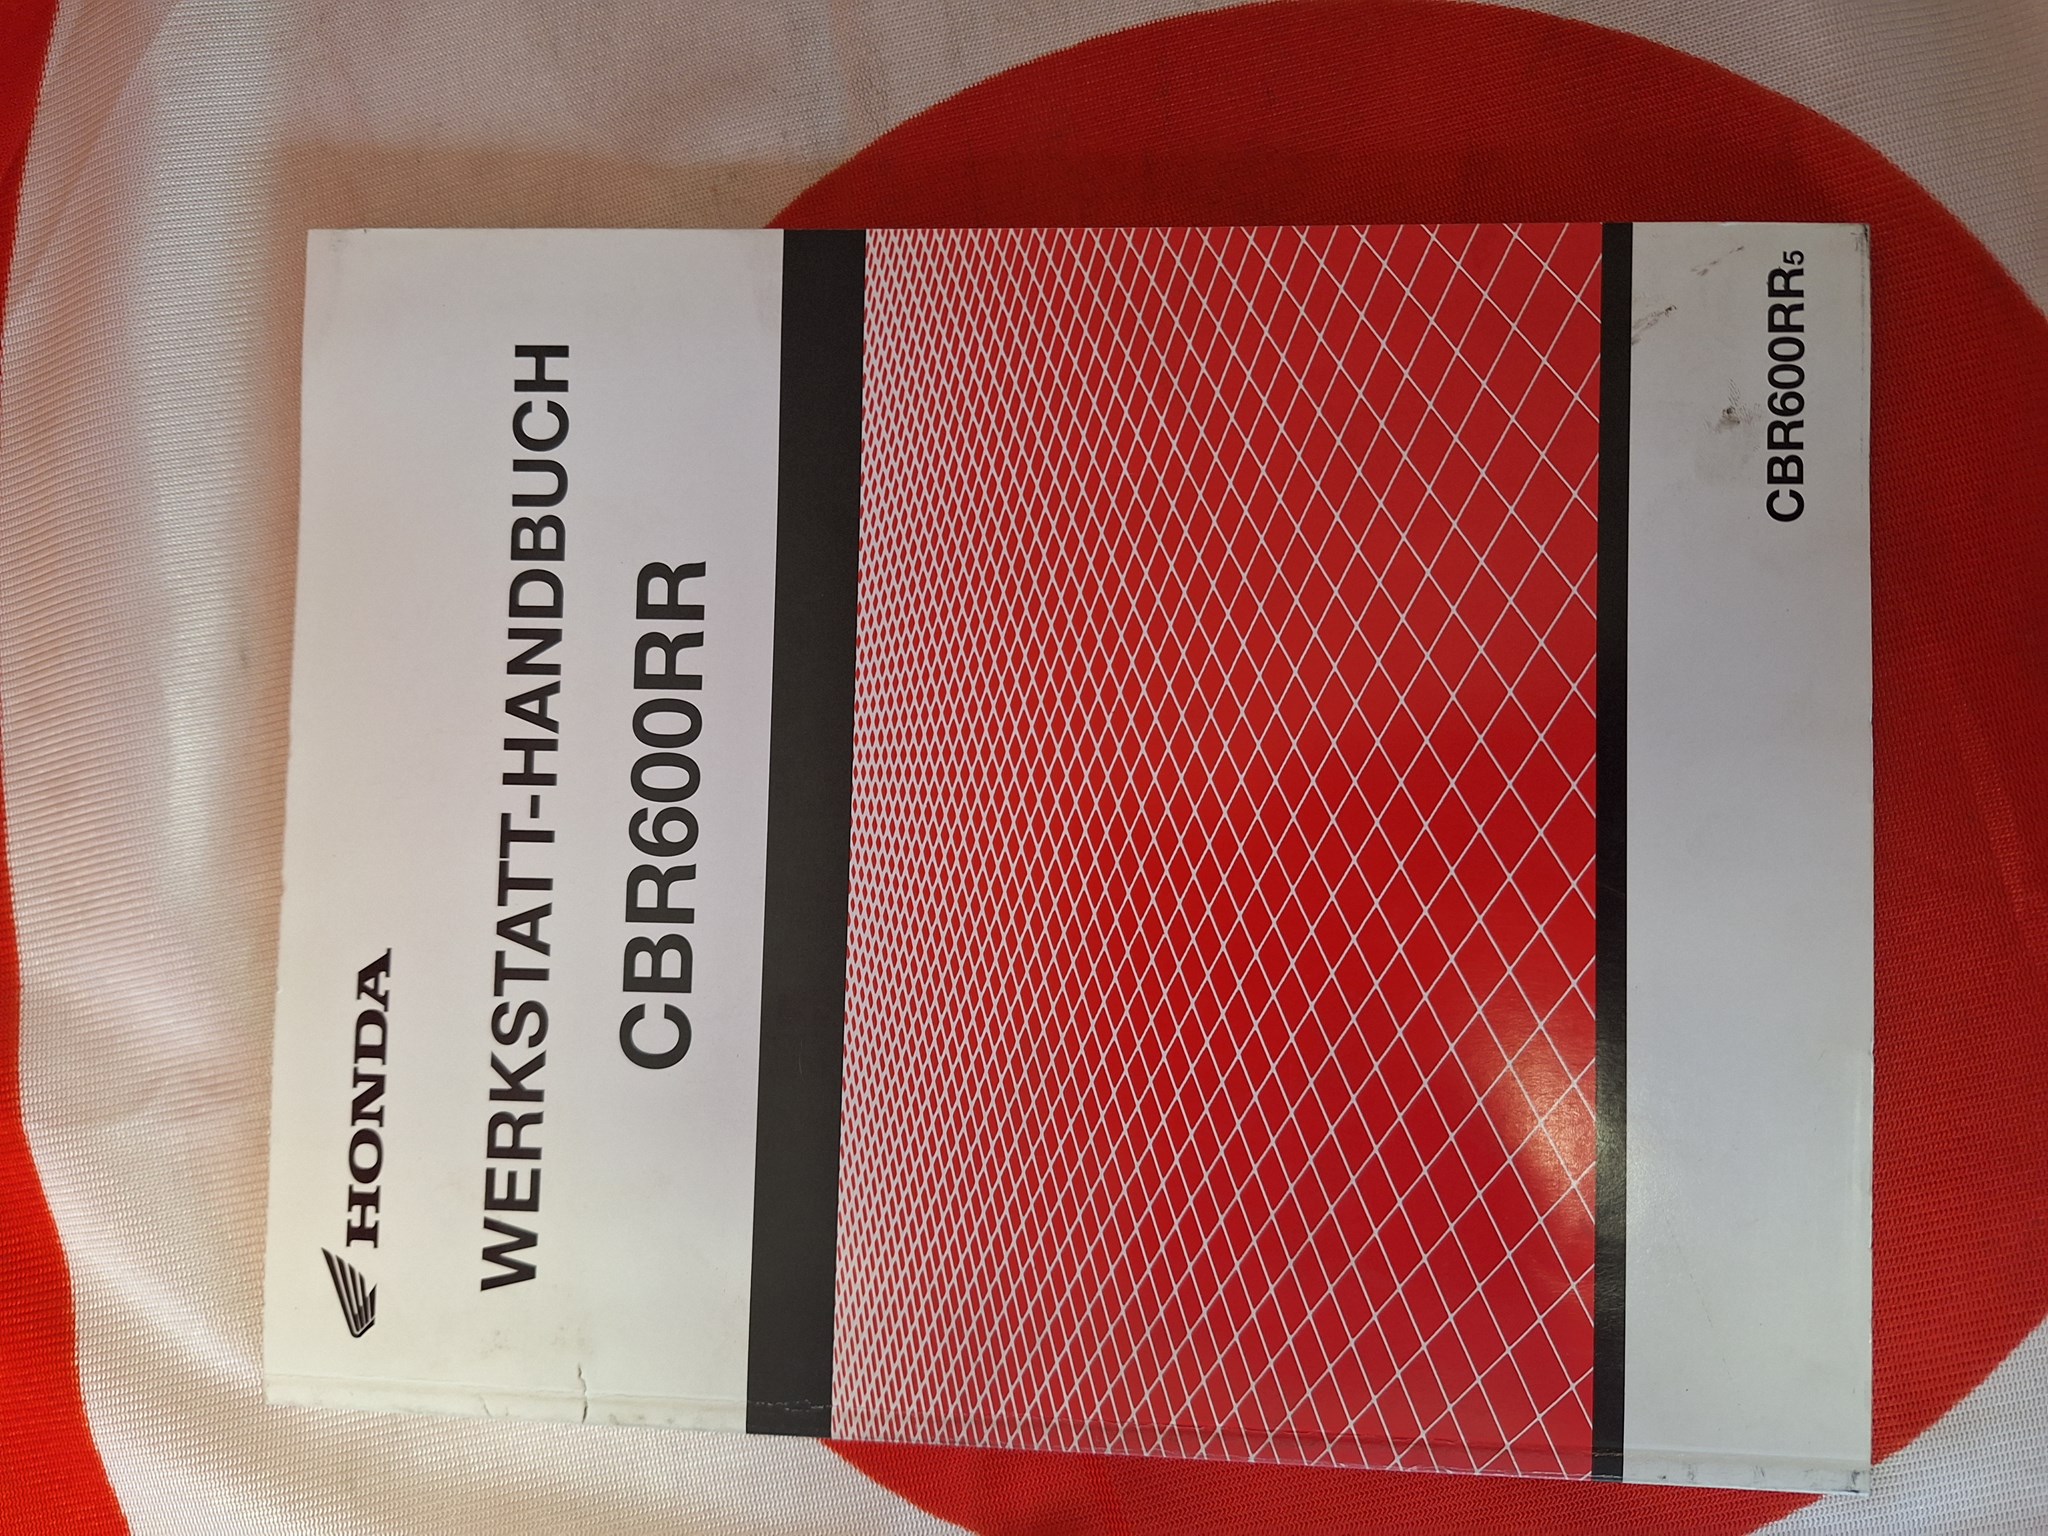 HONDA
WERKSTATT-HANDBUCH
CBR600RR
CBR600RR5